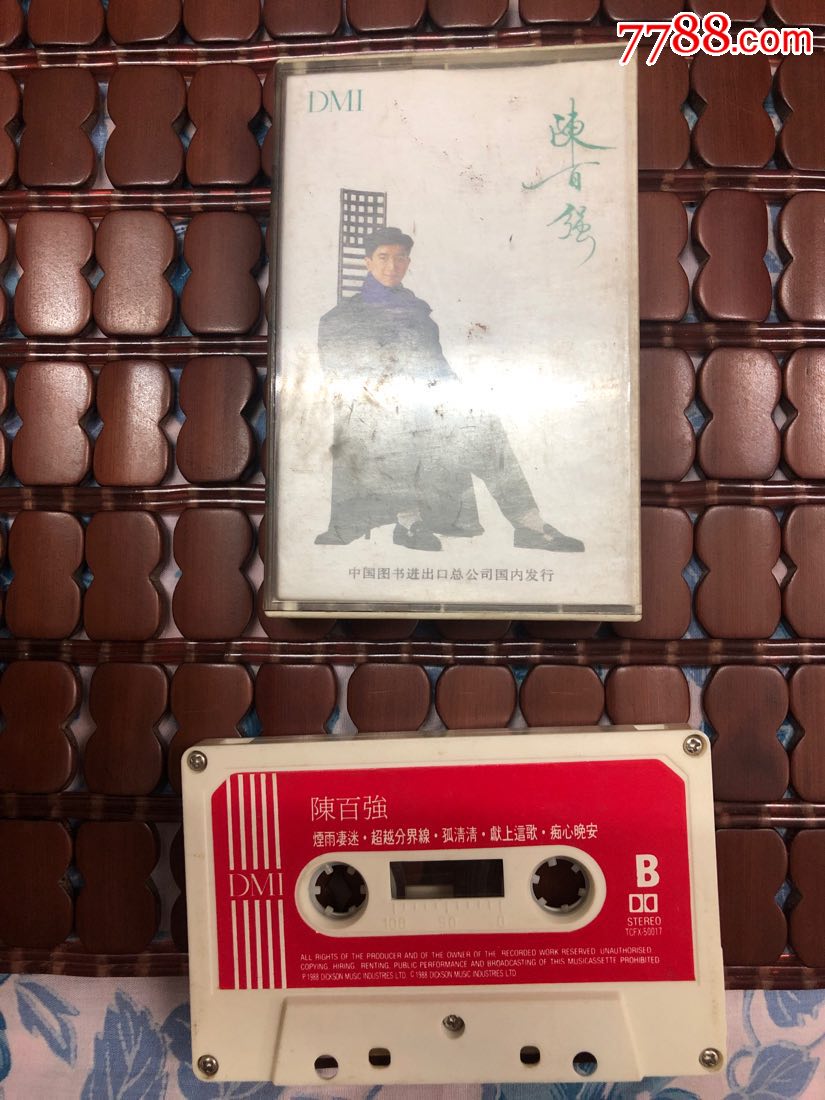 7788.com
DMI
陳百强
中国图书进出口总公司国内发行
陳百強
煙雨凄迷・超越分界線・孤清清・獻上這歌・痴心晚安
DMI
B
STEREO
TCFX-50017
100 50 0
ALL RIGHTS OF THE PRODUCER AND OF THE OWNER OF THE RECORDED WORK RESERVED UNAUTHORISED
COPYING, HIRING, RENTING, PUBLIC PERFORMANCE AND BROADCASTING OF THIS MUSICASSETTE PROHIBITED
P 1988 DICKSON MUSIC INDUSTRIES LTD. © 1988 DICKSON MUSIC INDUSTRIES LTD